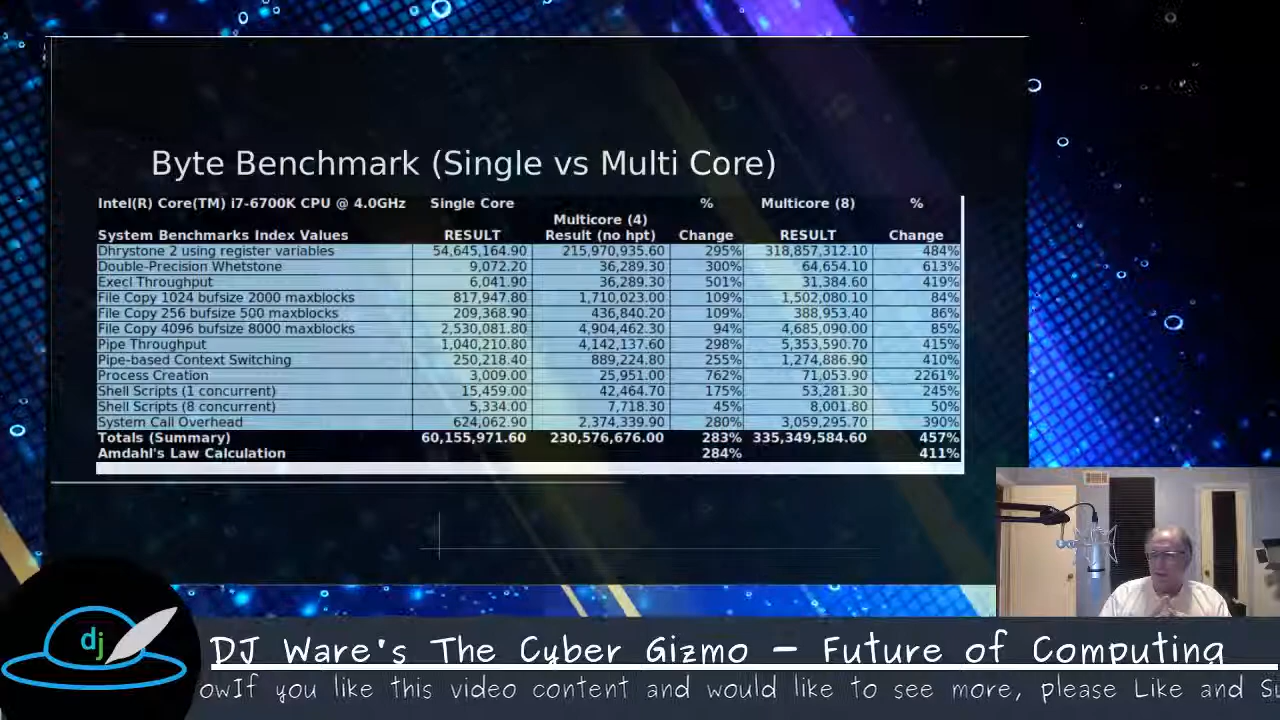 Byte Benchmark (Single vs Multi Core)
Intel(R) Core(TM) i7-6700K CPU @ 4.0GHz Single Core % Multicore (8) %
Multicore (4)
System Benchmarks Index Values RESULT Result (no hpt) Change RESULT Change
Dhrystone 2 using register variables 54,645,164.90 215,970,935.60 295% 318,857,312.10 484%
Double-Precision Whetstone 9,072.20 36,289.30 300% 64,654.10 613%
Execl Throughput 6,041.90 36,289.30 501% 31,384.60 419%
File Copy 1024 bufsize 2000 maxblocks 817,947.80 1,710,023.00 109% 1,502,080.10 84%
File Copy 256 bufsize 500 maxblocks 209,368.90 436,840.20 109% 388,953.40 86%
File Copy 4096 bufsize 8000 maxblocks 2,530,081.80 4,904,462.30 94% 4,685,090.00 85%
Pipe Throughput 1,040,210.80 4,142,137.60 298% 5,353,590.70 415%
Pipe-based Context Switching 250,218.40 889,224.80 255% 1,274,886.90 410%
Process Creation 3,009.00 25,951.00 762% 71,053.90 2261%
Shell Scripts (1 concurrent) 15,459.00 42,464.70 175% 53,281.30 245%
Shell Scripts (8 concurrent) 5,334.00 7,718.30 45% 8,001.80 50%
System Call Overhead 624,062.90 2,374,339.90 280% 3,059,295.70 390%
Totals (Summary) 60,155,971.60 230,576,676.00 283% 335,349,584.60 457%
Amdahl's Law Calculation 284% 411%
dj
DJ Ware's The Cyber Gizmo – Future of Computing
owIf you like this video content and would like to see more, please Like and Su